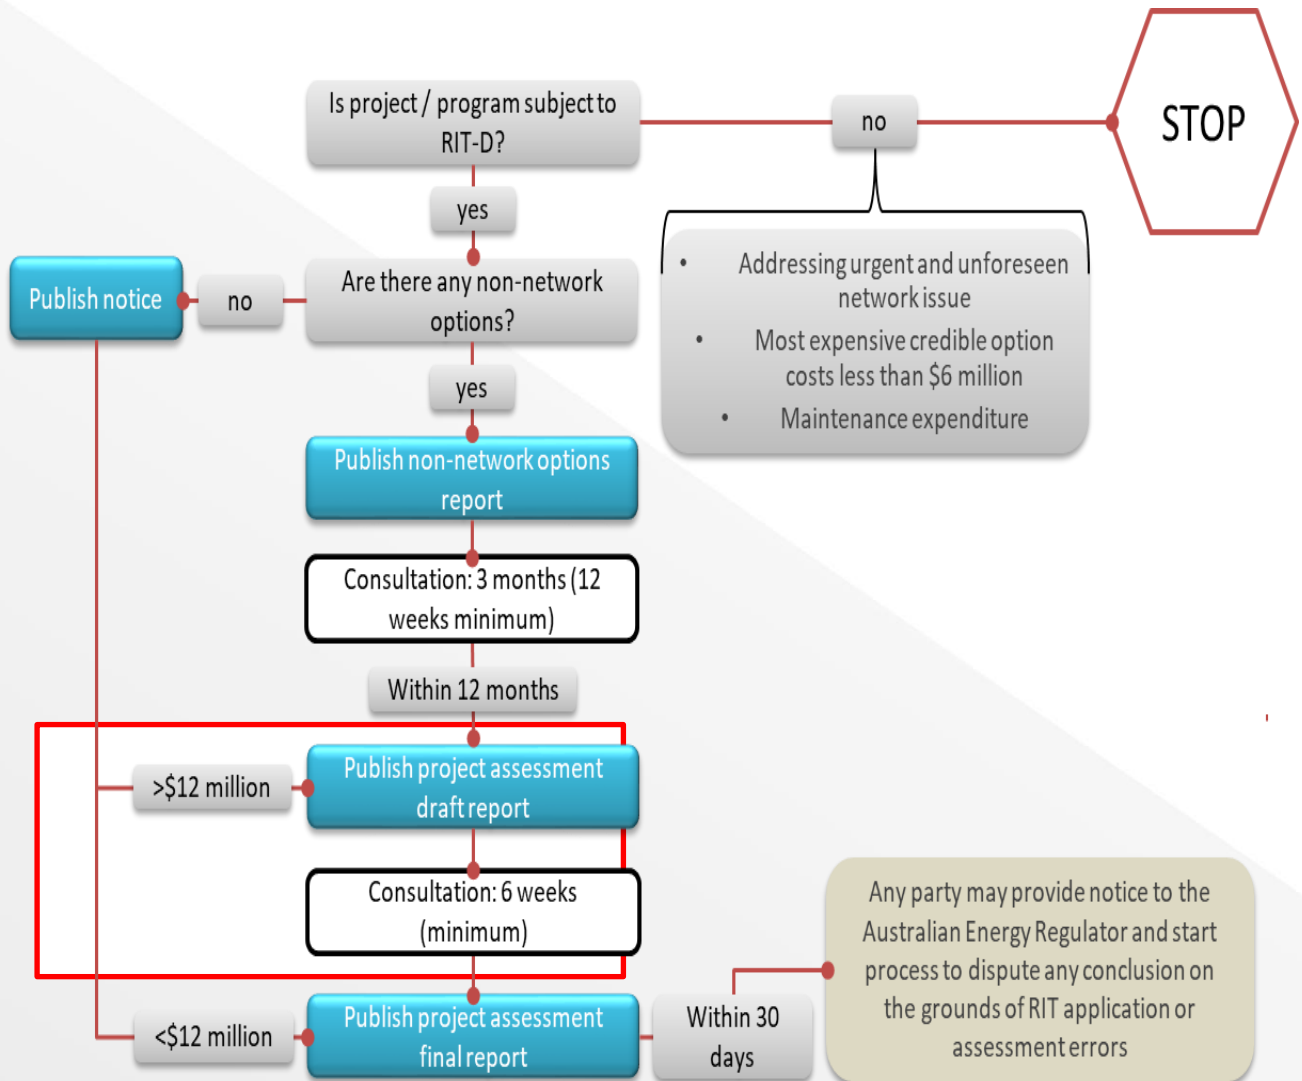 Is project / program subject to
RIT-D?
no
STOP
yes
Publish notice
no
Are there any non-network
options?
• Addressing urgent and unforeseen
network issue
• Most expensive credible option
costs less than $6 million
• Maintenance expenditure
yes
Publish non-network options
report
Consultation: 3 months (12
weeks minimum)
Within 12 months
>$12 million
Publish project assessment
draft report
Consultation: 6 weeks
(minimum)
<$12 million
Publish project assessment
final report
Within 30
days
Any party may provide notice to the
Australian Energy Regulator and start
process to dispute any conclusion on
the grounds of RIT application or
assessment errors